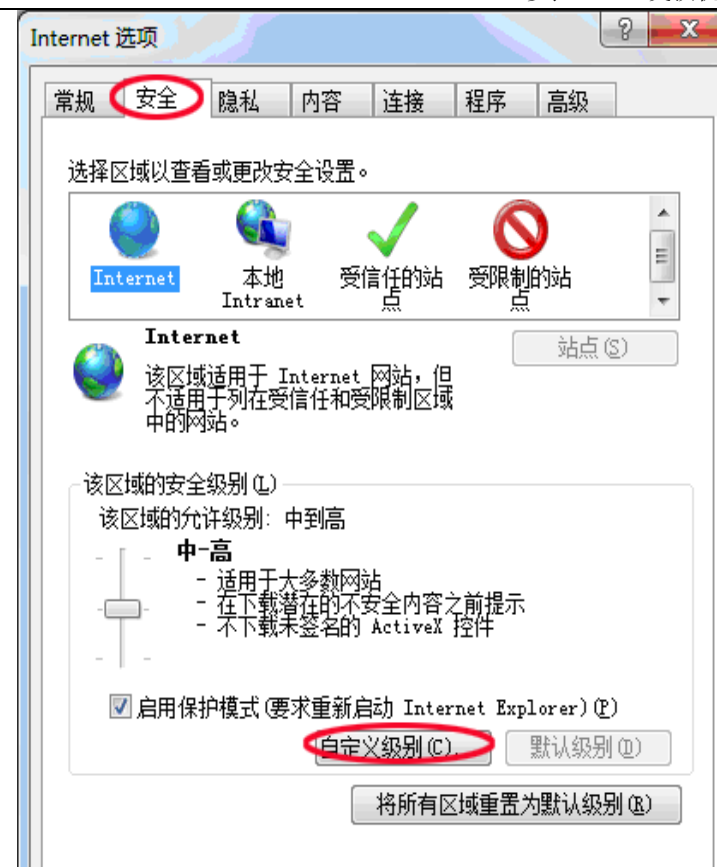 Internet 选项
常规 安全 隐私 内容 连接 程序 高级
选择区域以查看或更改安全设置。
Internet
本地
Intranet
受信任的站
点
受限制的站
点
Internet
站点(S)
该区域适用于 Internet 网站，但
不适用于列在受信任和受限制区域
中的网站。
该区域的安全级别(L)
该区域的允许级别: 中到高
中-高
- 适用于大多数网站
- 在下载潜在的不安全内容之前提示
- 不下载未签名的 ActiveX 控件
启用保护模式(要求重新启动 Internet Explorer)(P)
自定义级别(C)... 默认级别(D)
将所有区域重置为默认级别(R)